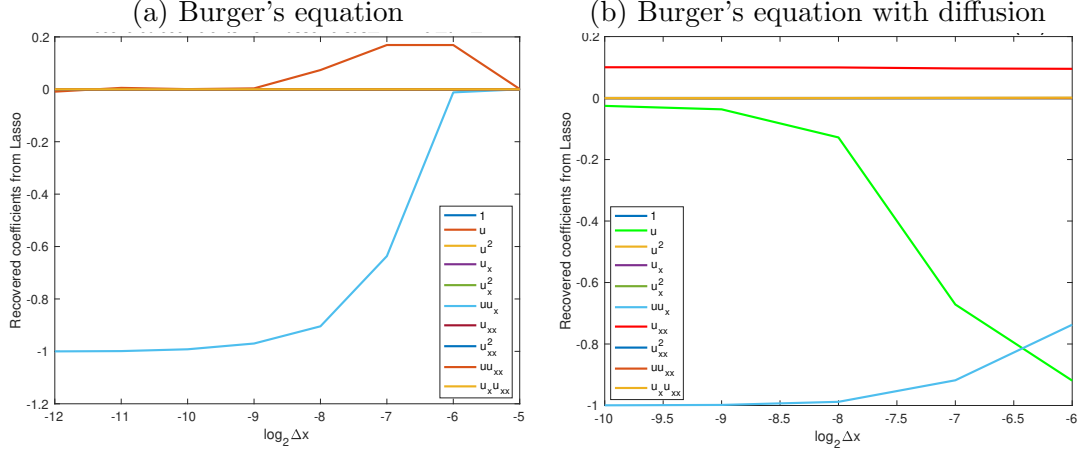 (a) Burger's equation
(b) Burger's equation with diffusion
Recovered coefficients from Lasso
0.2
0
-0.2
-0.4
-0.6
-0.8
-1
-1.2
-12
-11
-10
-9
-8
-7
-6
-5
log₂Δx
1
u
u²
uₓ
uₓ²
uuₓ
uₓₓ
uₓₓ²
uuₓₓ
uₓuₓₓ
Recovered coefficients from Lasso
0.2
0
-0.2
-0.4
-0.6
-0.8
-1
-10
-9.5
-9
-8.5
-8
-7.5
-7
-6.5
-6
log₂Δx
1
u
u²
uₓ
uₓ²
uuₓ
uₓₓ
uₓₓ²
uuₓₓ
uₓuₓₓ